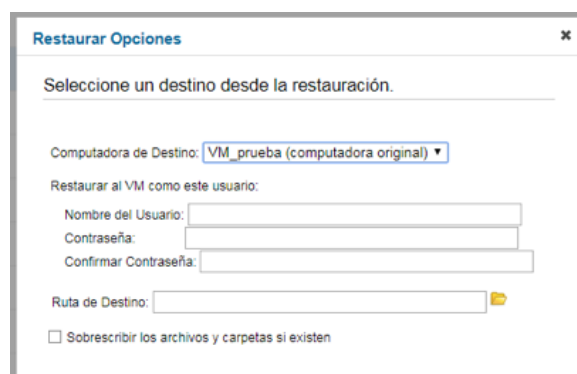 Restaurar Opciones
Seleccione un destino desde la restauración.
Computadora de Destino: VM_prueba (computadora original)
Restaurar al VM como este usuario:
Nombre del Usuario:
Contraseña:
Confirmar Contraseña:
Ruta de Destino:
Sobrescribir los archivos y carpetas si existen